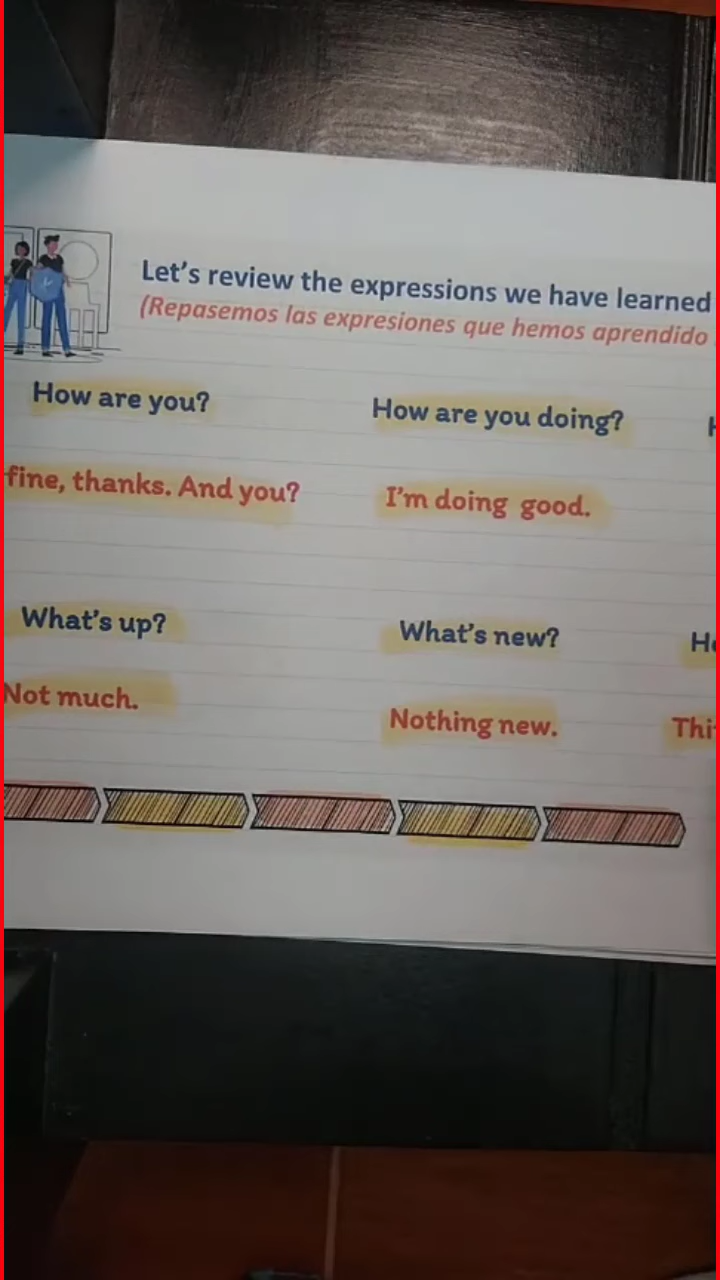 Let's review the expressions we have learned
(Repasemos las expresiones que hemos aprendido
How are you?
How are you doing?
fine, thanks. And you?
I'm doing good.
What's up?
What's new?
Not much.
Nothing new.